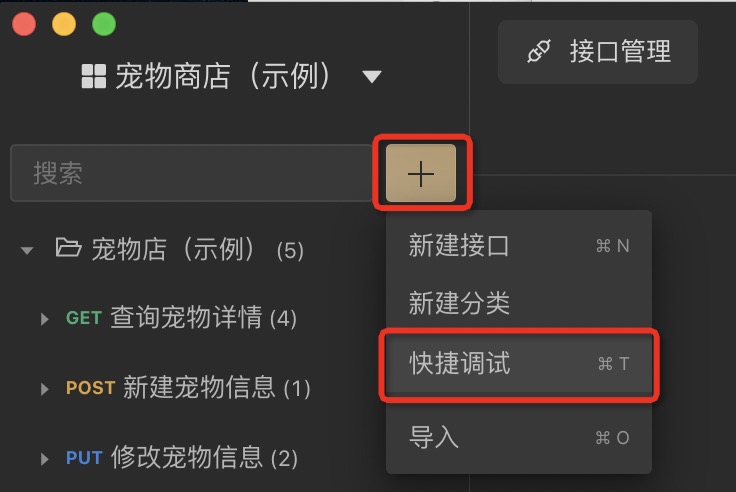 宠物商店（示例）
接口管理
搜索
新建接口 ⌘ N
新建分类
快捷调试 ⌘ T
导入 ⌘ O
宠物店（示例） (5)
GET 查询宠物详情 (4)
POST 新建宠物信息 (1)
PUT 修改宠物信息 (2)